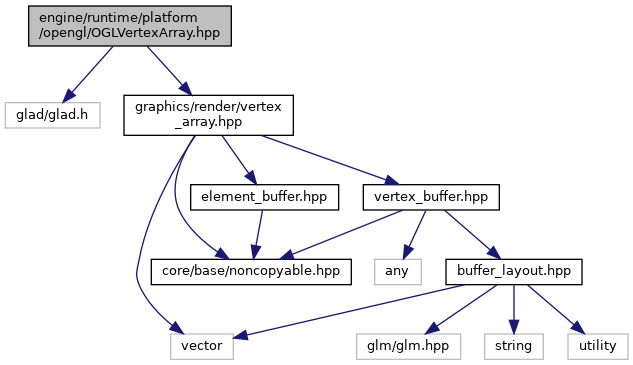 engine/runtime/platform
/opengl/OGLVertexArray.hpp
glad/glad.h
graphics/render/vertex
_array.hpp
element_buffer.hpp
vertex_buffer.hpp
core/base/noncopyable.hpp
any
buffer_layout.hpp
vector
glm/glm.hpp
string
utility